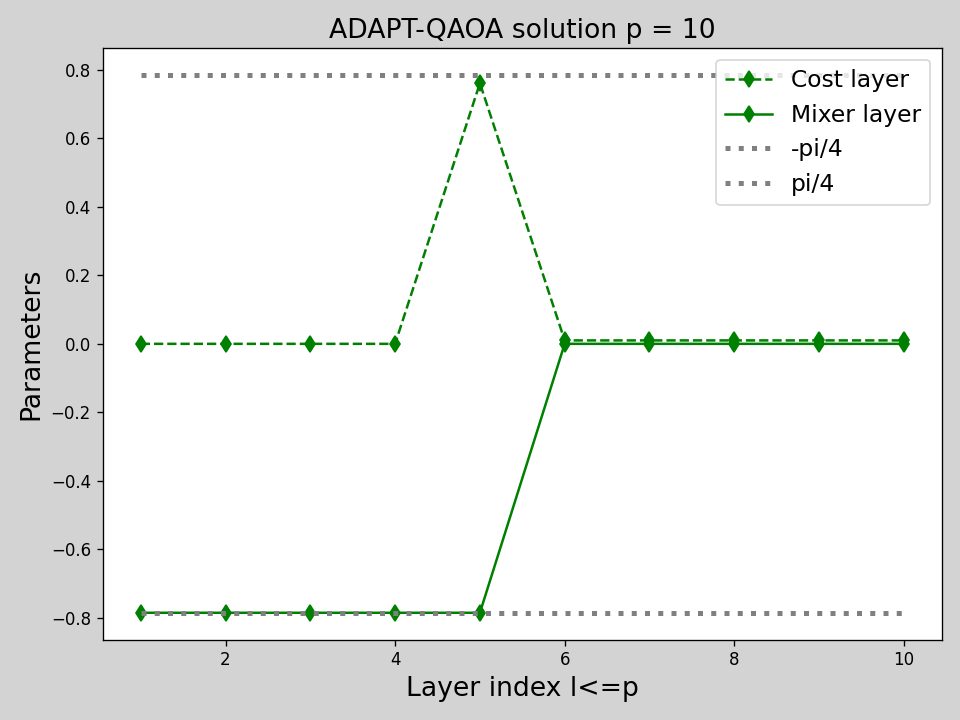 ADAPT-QAOA solution p = 10
Cost layer
Mixer layer
-pi/4
pi/4
Parameters
0.8
0.6
0.4
0.2
0.0
−0.2
−0.4
−0.6
−0.8
2 4 6 8 10
Layer index l<=p